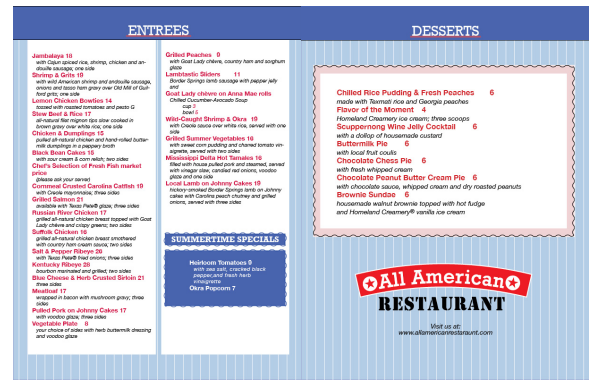 ENTREES
Jambalaya 18
with Cajun spiced rice, shrimp, chicken and an-
douille sausage; one side
Shrimp & Grits 19
with wild American shrimp and andouille sausage,
onions and tasso ham gravy over Old Mill of Guil-
ford grits; one side
Lemon Chicken Bowties 14
tossed with roasted tomatoes and pesto G
Stew Beef & Rice 17
all-natural filet mignon tips slow cooked in
brown gravy over white rice; one side
Chicken & Dumplings 15
pulled all-natural chicken and hand-rolled butter-
milk dumplings in a peppery broth
Black Bean Cakes 15
with sour cream & corn relish; two sides
Chef's Selection of Fresh Fish market
price
(please ask your server)
Cornmeal Crusted Carolina Catfish 19
with Creole mayonnaise; three sides
Grilled Salmon 21
available with Texas Pete® glaze; three sides
Russian River Chicken 17
grilled all-natural chicken breast topped with Goat
Lady chèvre and crispy greens; two sides
Suffolk Chicken 16
grilled all-natural chicken breast smothered
with country ham cream sauce; two sides
Salt & Pepper Ribeye 26
with Texas Pete® fried onions; three sides
Kentucky Ribeye 28
bourbon marinated and grilled; two sides
Blue Cheese & Herb Crusted Sirloin 21
three sides
Meatloaf 17
wrapped in bacon with mushroom gravy; three
sides
Pulled Pork on Johnny Cakes 17
with voodoo glaze; three sides
Vegetable Plate 8
your choice of sides with herb buttermilk dressing
and voodoo glaze
Grilled Peaches 9
with Goat Lady chèvre, country ham and sorghum
glaze
Lambtastic Sliders 11
Border Springs lamb sausage with pepper jelly
and
Goat Lady chèvre on Anna Mae rolls
Chilled Cucumber-Avocado Soup
cup 3
bowl 5
Wild-Caught Shrimp & Okra 19
with Creole sauce over white rice, served with one
side
Grilled Summer Vegetables 16
with sweet corn pudding and charred tomato vin-
aigrette, served with two sides
Mississippi Delta Hot Tamales 16
filled with house pulled pork and steamed, served
with vinegar slaw, candied red onions, voodoo
glaze and one side
Local Lamb on Johnny Cakes 19
hickory-smoked Border Springs lamb on Johnny
cakes with Carolina peach chutney and grilled
onions, served with three sides
SUMMERTIME SPECIALS
Heirloom Tomatoes 9
with sea salt, cracked black
pepper,and fresh herb
vinaigretta
Okra Popcorn 7
DESSERTS
Chilled Rice Pudding & Fresh Peaches 6
made with Texmati rice and Georgia peaches
Flavor of the Moment 4
Homeland Creamery ice cream; three scoops
Scuppernong Wine Jelly Cocktail 6
with a dollop of housemade custard
Buttermilk Pie 6
with local fruit coulis
Chocolate Chess Pie 6
with fresh whipped cream
Chocolate Peanut Butter Cream Pie 6
with chocolate sauce, whipped cream and dry roasted peanuts
Brownie Sundae 6
housemade walnut brownie topped with hot fudge
and Homeland Creamery® vanilla ice cream
All American
RESTAURANT
Visit us at:
www.allamericanrestaraunt.com